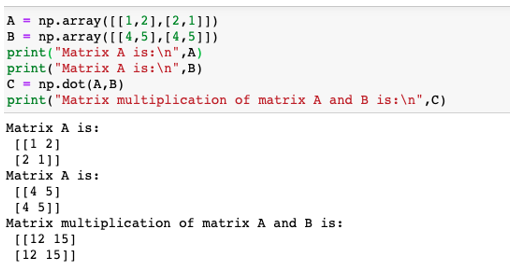 A = np.array([[1,2],[2,1]])
B = np.array([[4,5],[4,5]])
print("Matrix A is:\n",A)
print("Matrix A is:\n",B)
C = np.dot(A,B)
print("Matrix multiplication of matrix A and B is:\n",C)
Matrix A is:
 [[1 2]
 [2 1]]
Matrix A is:
 [[4 5]
 [4 5]]
Matrix multiplication of matrix A and B is:
 [[12 15]
 [12 15]]